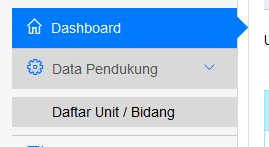 Dashboard
Data Pendukung
Daftar Unit / Bidang